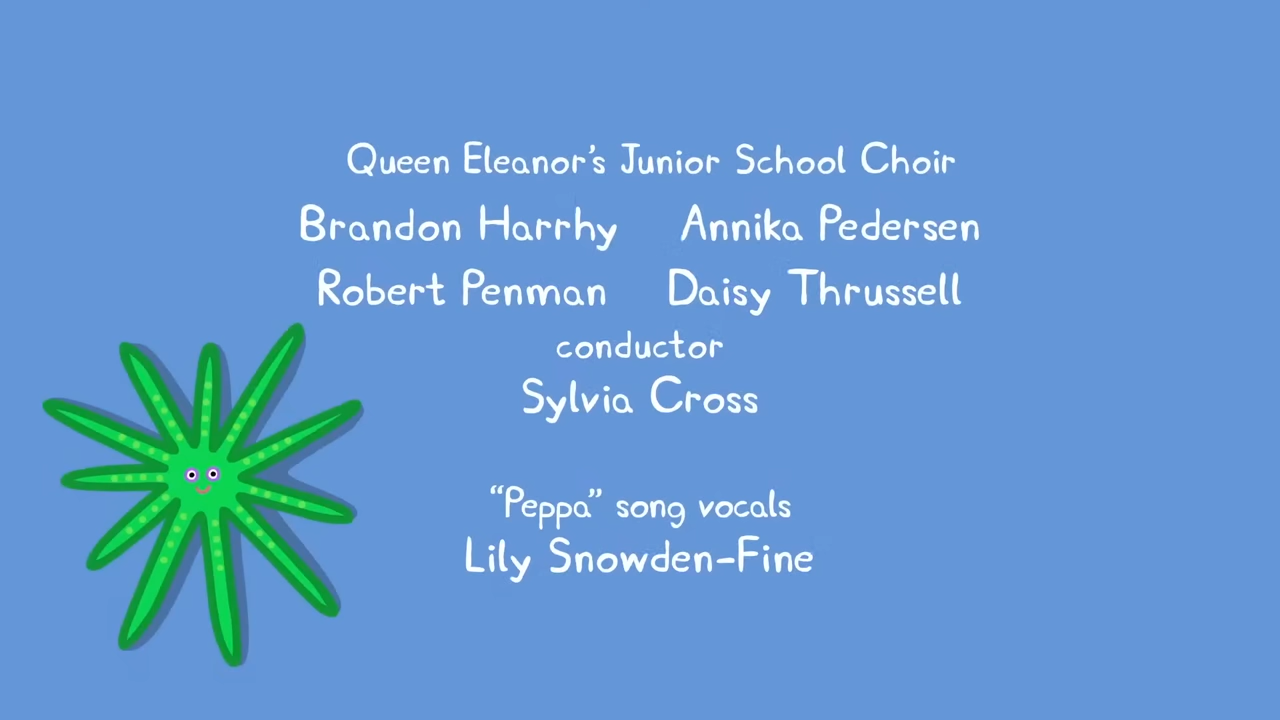 Queen Eleanor's Junior School Choir
Brandon Harrhy Annika Pedersen
Robert Penman Daisy Thrussell
conductor
Sylvia Cross
“Peppa” song vocals
Lily Snowden-Fine